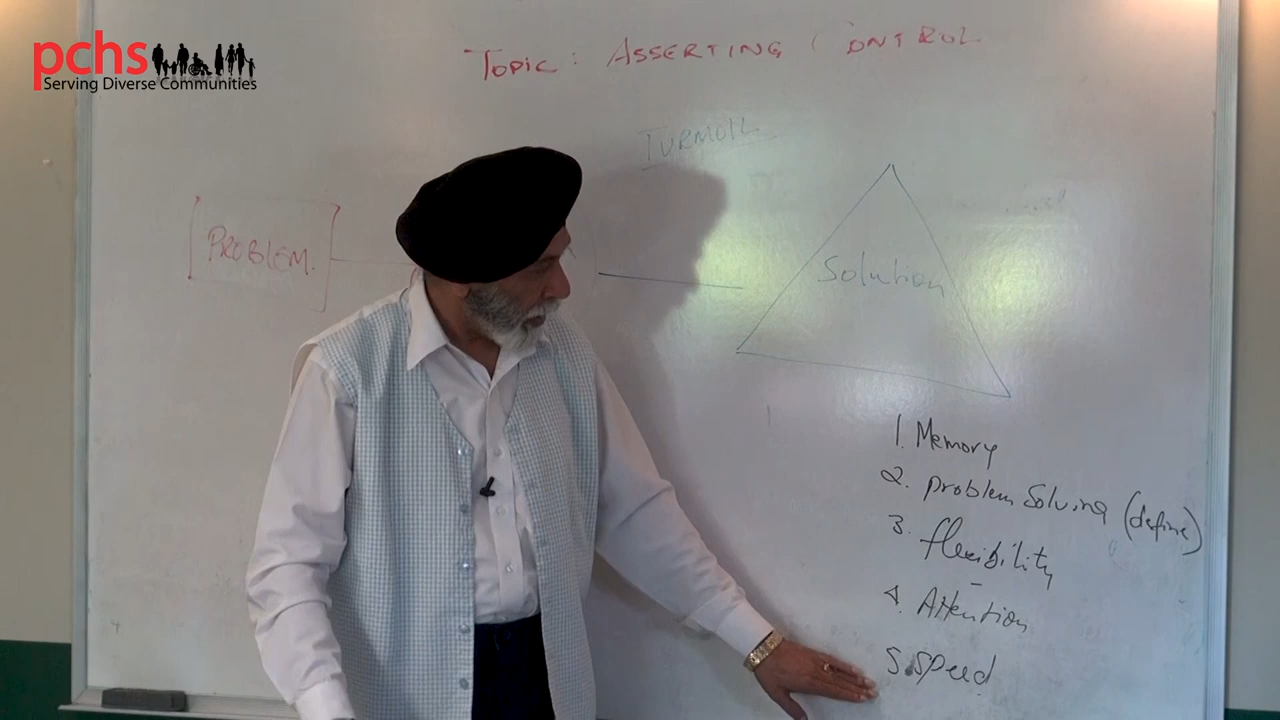 pchs
Serving Diverse Communities
Topic: ASSERTING CONTROL
TURMOIL
PROBLEM.
Solution
1. Memory
2. problem Solving (define)
3. flexibility
4. Attention
5. Speed